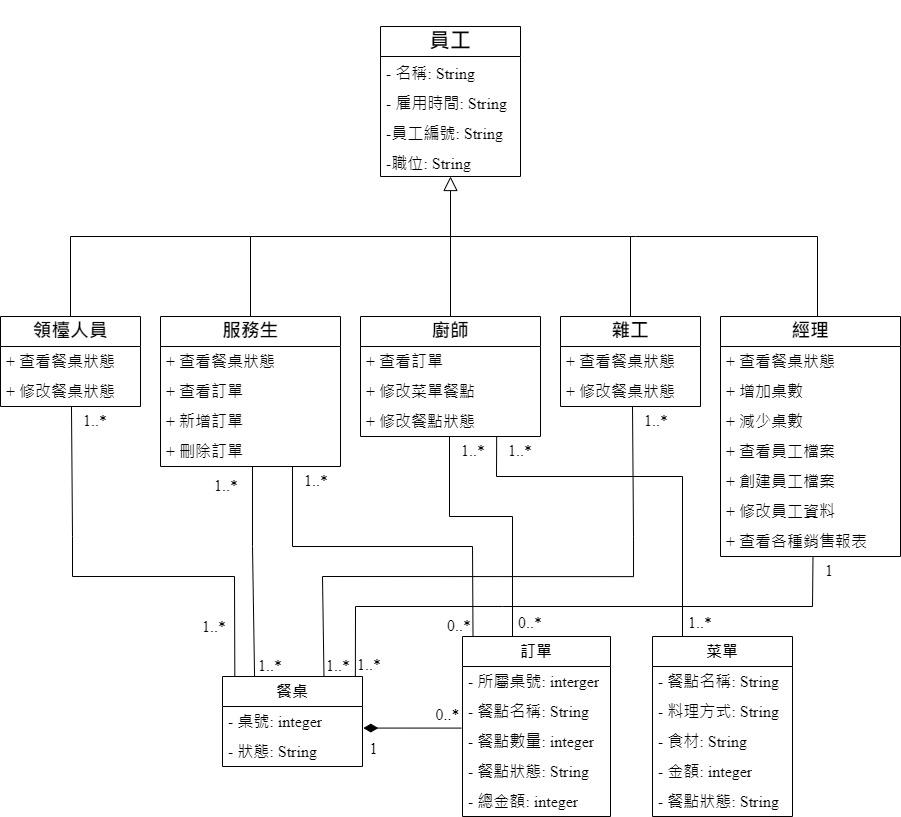 員工
- 名稱: String
- 雇用時間: String
-員工編號: String
-職位: String
領檯人員
+ 查看餐桌狀態
+ 修改餐桌狀態
服務生
+ 查看餐桌狀態
+ 查看訂單
+ 新增訂單
+ 刪除訂單
廚師
+ 查看訂單
+ 修改菜單餐點
+ 修改餐點狀態
雜工
+ 查看餐桌狀態
+ 修改餐桌狀態
經理
+ 查看餐桌狀態
+ 增加桌數
+ 減少桌數
+ 查看員工檔案
+ 創建員工檔案
+ 修改員工資料
+ 查看各種銷售報表
1..*
1..*
1..*
1..*
1..*
1..*
1
1..*
1..*
1..*
1..*
0..*
0..*
1..*
餐桌
- 桌號: integer
- 狀態: String
1
0..*
訂單
- 所屬桌號: interger
- 餐點名稱: String
- 餐點數量: integer
- 餐點狀態: String
- 總金額: integer
菜單
- 餐點名稱: String
- 料理方式: String
- 食材: String
- 金額: integer
- 餐點狀態: String